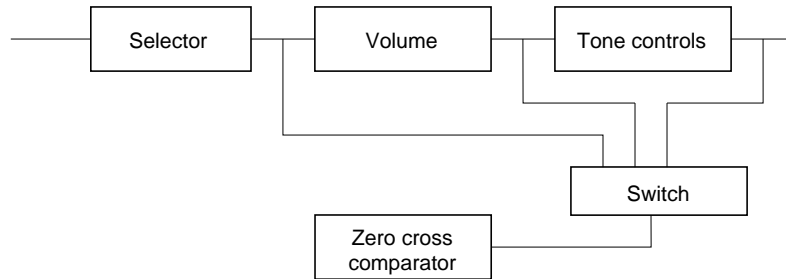 Selector
Volume
Tone controls
Switch
Zero cross
comparator